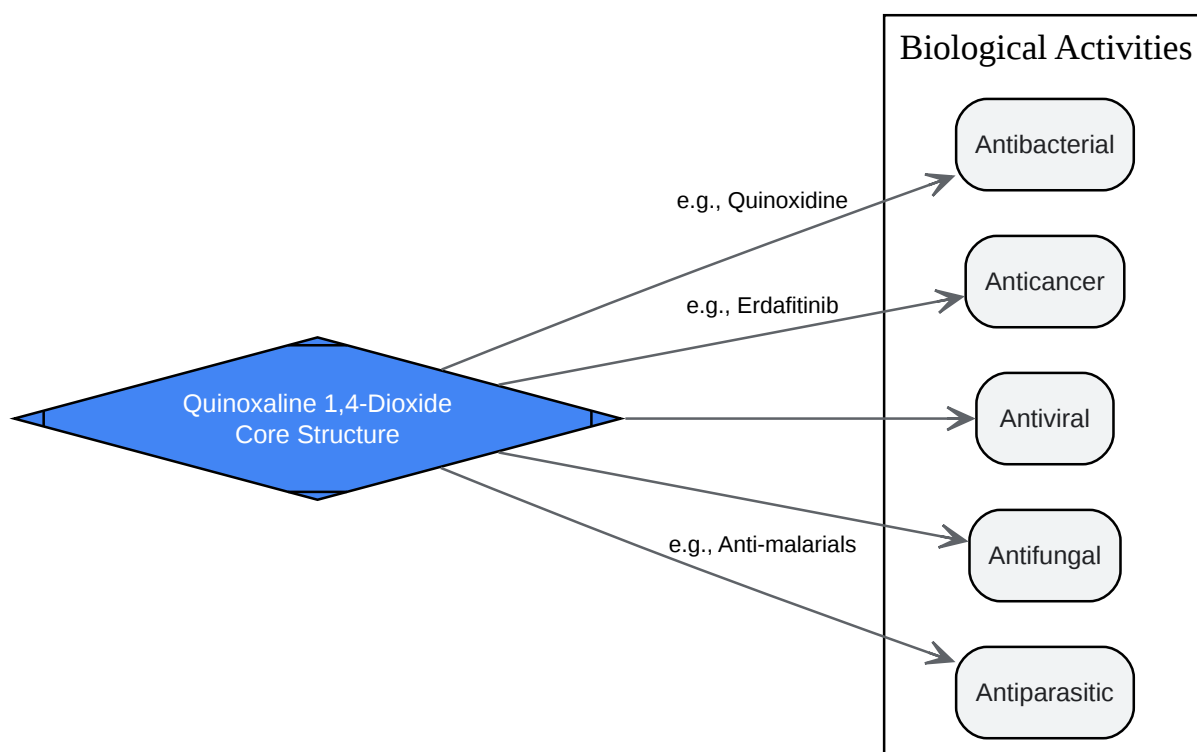 Biological Activities
Antibacterial
e.g., Quinoxidine
Anticancer
e.g., Erdafitinib
Quinoxaline 1,4-Dioxide
Core Structure
Antiviral
Antifungal
e.g., Anti-malarials
Antiparasitic